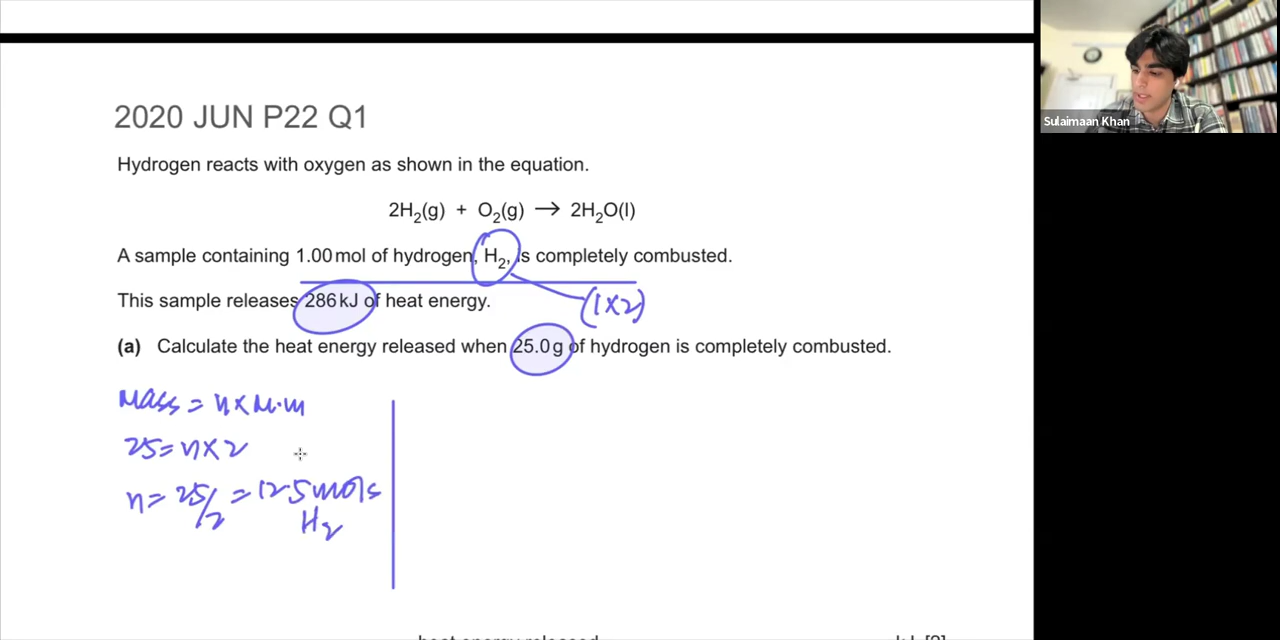 2020 JUN P22 Q1
Hydrogen reacts with oxygen as shown in the equation.
2H₂(g) + O₂(g) → 2H₂O(l)
A sample containing 1.00 mol of hydrogen, H₂, is completely combusted.
This sample releases 286 kJ of heat energy.
(1×2)
(a) Calculate the heat energy released when 25.0 g of hydrogen is completely combusted.
Mass = n × M.m
25 = n × 2
n = 25/2 = 12.5 mols
H₂
Sulaimaan Khan